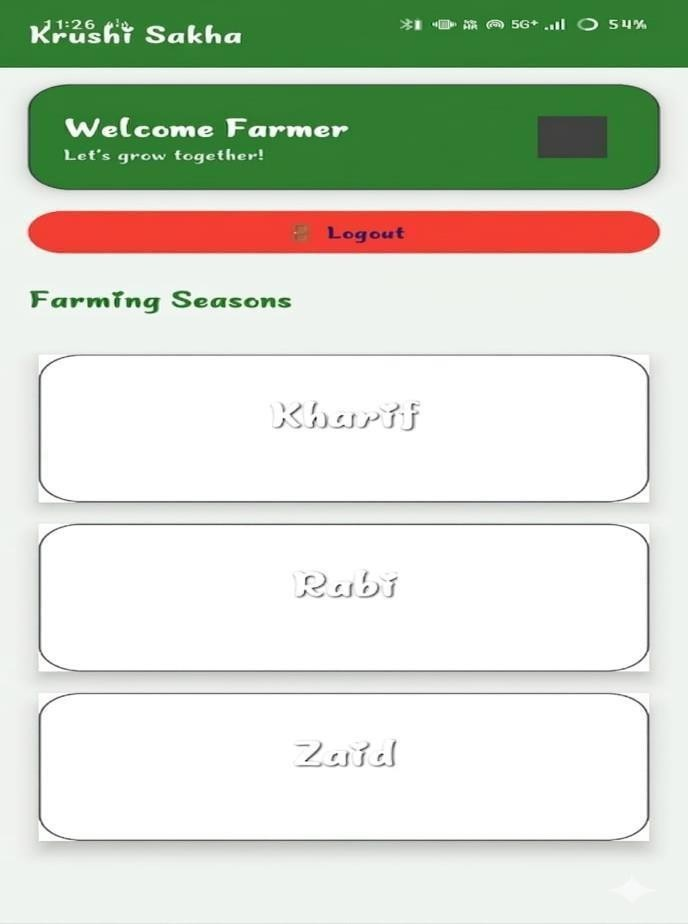 11:26
5G+ 54%
Krushi Sakha
Welcome Farmer
Let's grow together!
Logout
Farming Seasons
Kharif
Rabi
Zaid